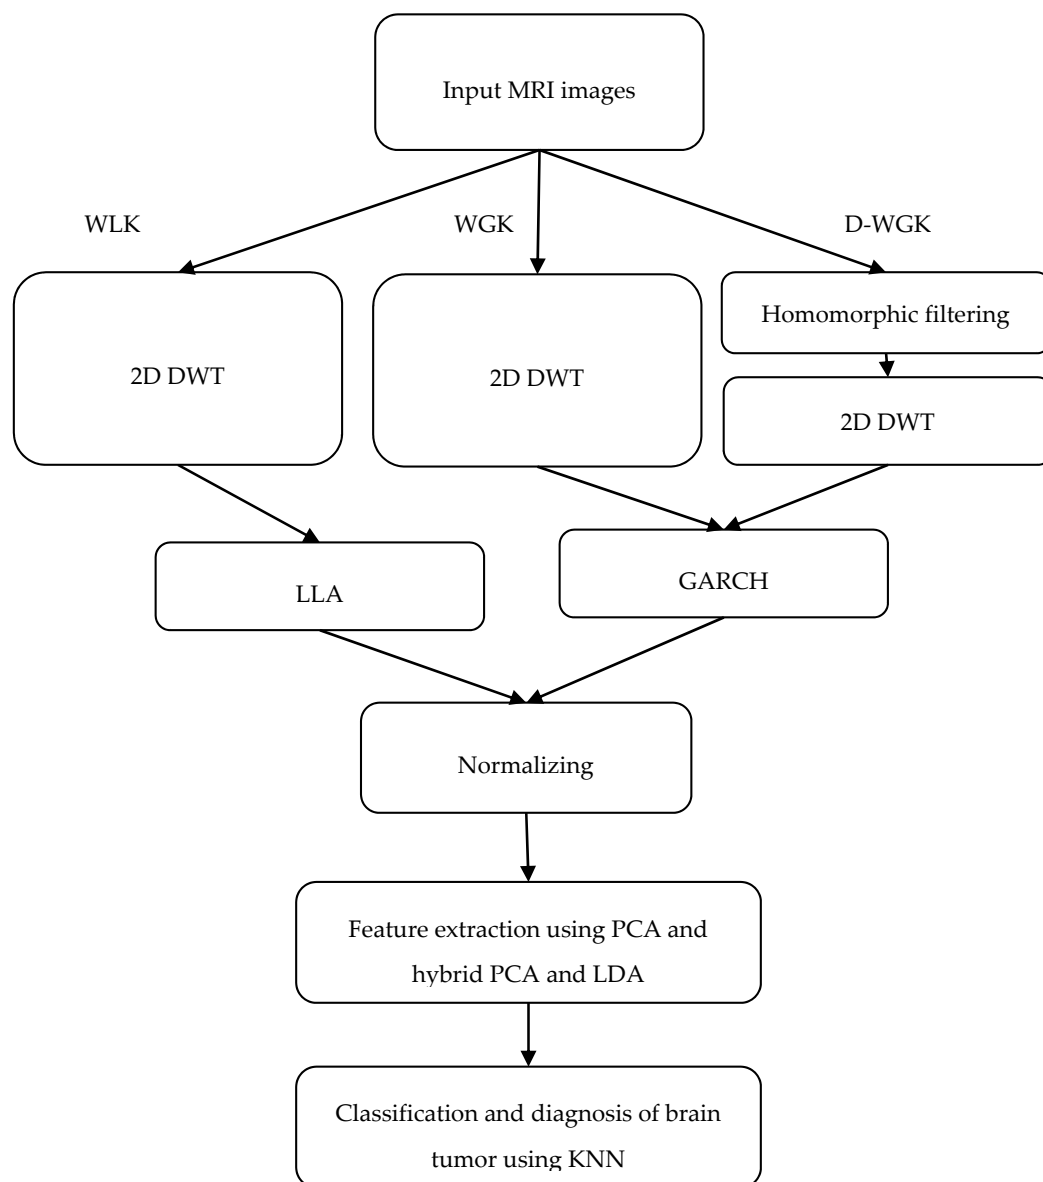 Input MRI images
WLK
WGK
D-WGK
Homomorphic filtering
2D DWT
2D DWT
2D DWT
LLA
GARCH
Normalizing
Feature extraction using PCA and
hybrid PCA and LDA
Classification and diagnosis of brain
tumor using KNN